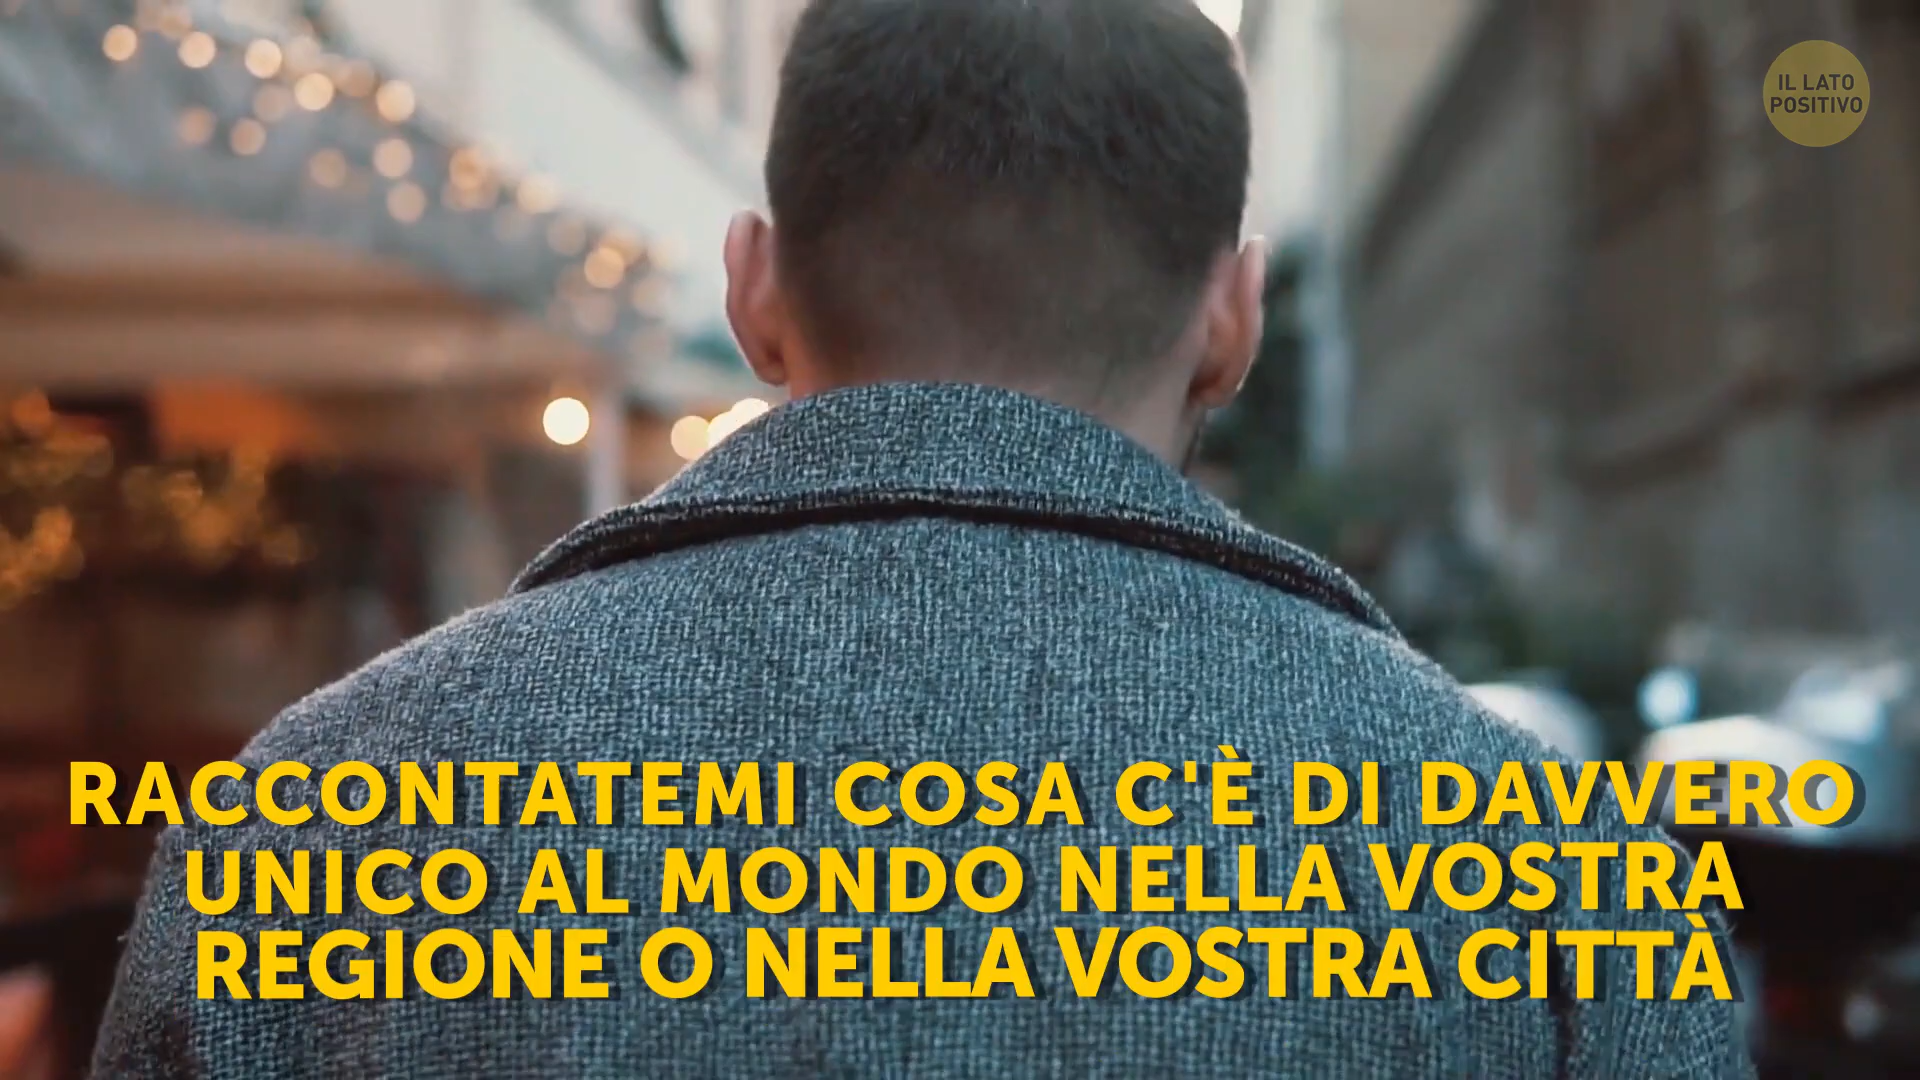 IL LATO
POSITIVO
RACCONTATEMI COSA C'È DI DAVVERO
UNICO AL MONDO NELLA VOSTRA
REGIONE O NELLA VOSTRA CITTÀ